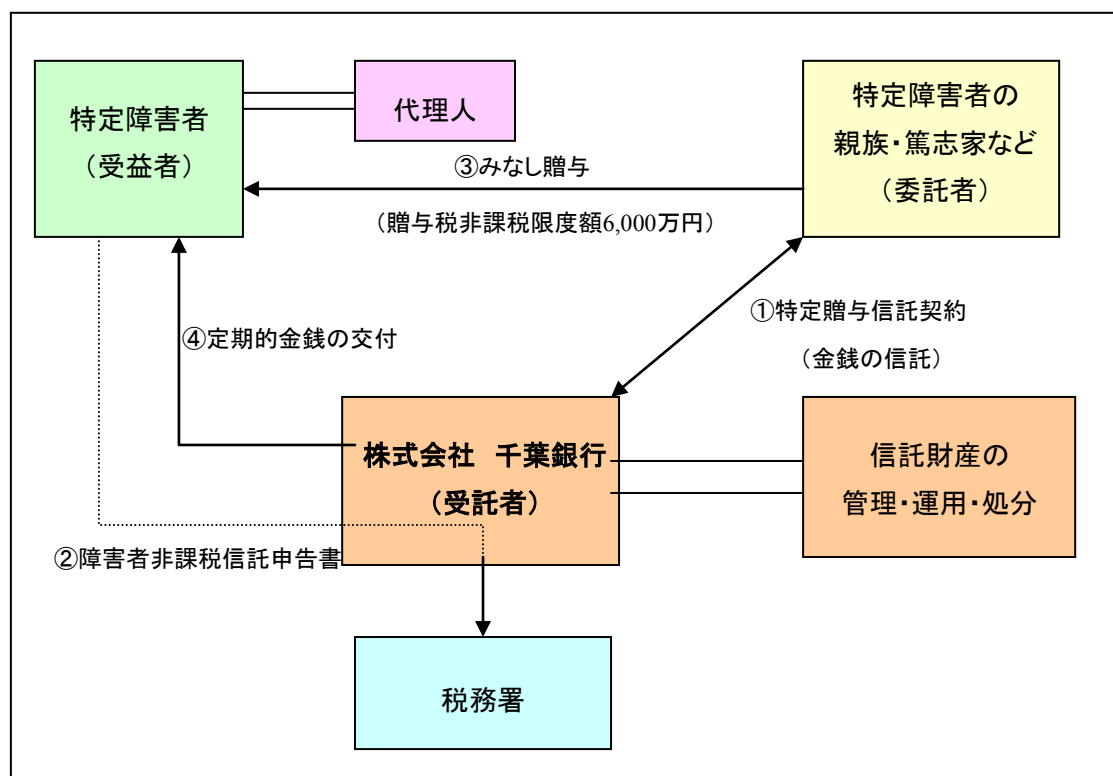 特定障害者
（受益者）
代理人
特定障害者の
親族・篤志家など
（委託者）
③みなし贈与
（贈与税非課税限度額6,000万円）
①特定贈与信託契約
（金銭の信託）
④定期的金銭の交付
株式会社　千葉銀行
（受託者）
信託財産の
管理・運用・処分
②障害者非課税信託申告書
税務署